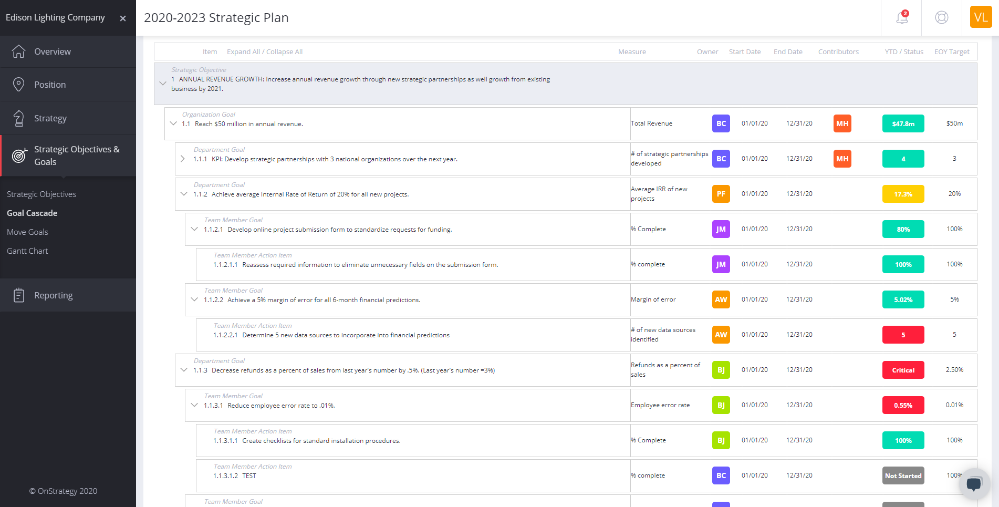 Edison Lighting Company ×
2020-2023 Strategic Plan
2
VL
Overview
Position
Strategy
Strategic Objectives &
Goals
Strategic Objectives
Goal Cascade
Move Goals
Gantt Chart
Reporting
© OnStrategy 2020
Item Expand All / Collapse All Measure Owner Start Date End Date Contributors YTD / Status EOY Target
Strategic Objective
1 ANNUAL REVENUE GROWTH: Increase annual revenue growth through new strategic partnerships as well growth from existing
business by 2021.
Organization Goal
1.1 Reach $50 million in annual revenue. Total Revenue BC 01/01/20 12/31/20 MH $47.8m $50m
Department Goal
1.1.1 KPI: Develop strategic partnerships with 3 national organizations over the next year. # of strategic partnerships
developed BC 01/01/20 12/31/20 MH 4 3
Department Goal
1.1.2 Achieve average Internal Rate of Return of 20% for all new projects. Average IRR of new
projects PF 01/01/20 12/31/20 17.3% 20%
Team Member Goal
1.1.2.1 Develop online project submission form to standardize requests for funding. % Complete JM 01/01/20 12/31/20 80% 100%
Team Member Action Item
1.1.2.1.1 Reassess required information to eliminate unnecessary fields on the submission form. % complete JM 01/01/20 12/31/20 100% 100%
Team Member Goal
1.1.2.2 Achieve a 5% margin of error for all 6-month financial predictions. Margin of error AW 01/01/20 12/31/20 5.02% 5%
Team Member Action Item
1.1.2.2.1 Determine 5 new data sources to incorporate into financial predictions # of new data sources
identified AW 01/01/20 12/31/20 5 5
Department Goal
1.1.3 Decrease refunds as a percent of sales from last year's number by .5%. (Last year's number =3%) Refunds as a percent of
sales BJ 01/01/20 12/31/20 Critical 2.50%
Team Member Goal
1.1.3.1 Reduce employee error rate to .01%. Employee error rate BJ 01/01/20 12/31/20 0.55% 0.01%
Team Member Action Item
1.1.3.1.1 Create checklists for standard installation procedures. % Complete BJ 01/01/20 12/31/20 100% 100%
Team Member Action Item
1.1.3.1.2 TEST % complete BC 01/01/20 12/31/20 Not Started 100%
Team Member Goal